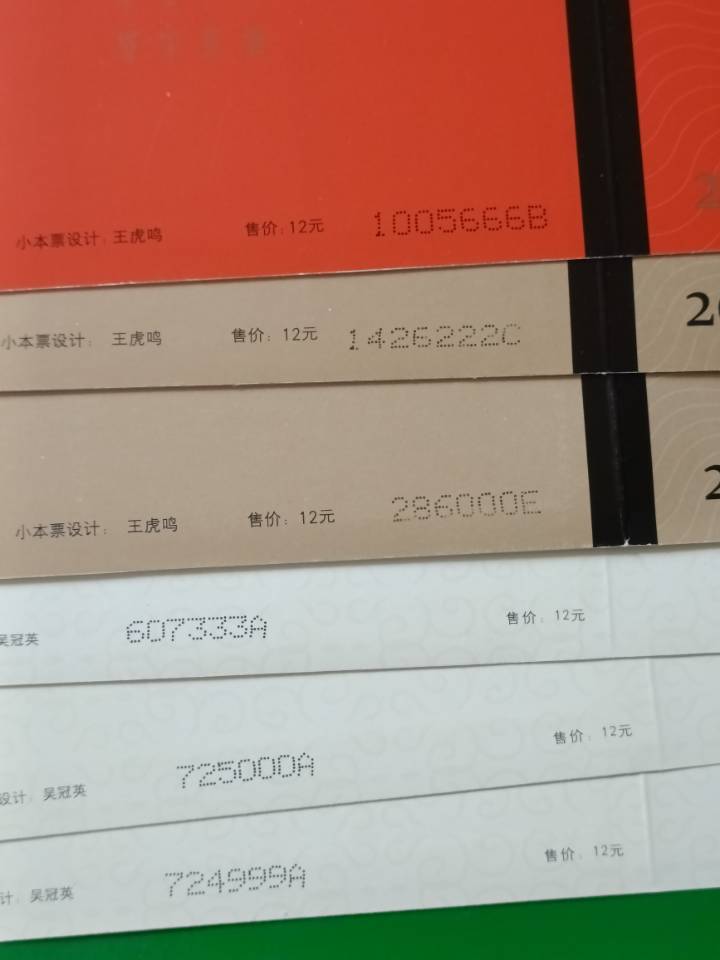 小本票设计：王虎鸣 售价：12元 1005666B
小本票设计： 王虎鸣 售价：12元 1426222C
小本票设计： 王虎鸣 售价：12元 286000E
吴冠英 607333A 售价：12元
设计：吴冠英 725000A 售价：12元
计：吴冠英 724999A 售价：12元